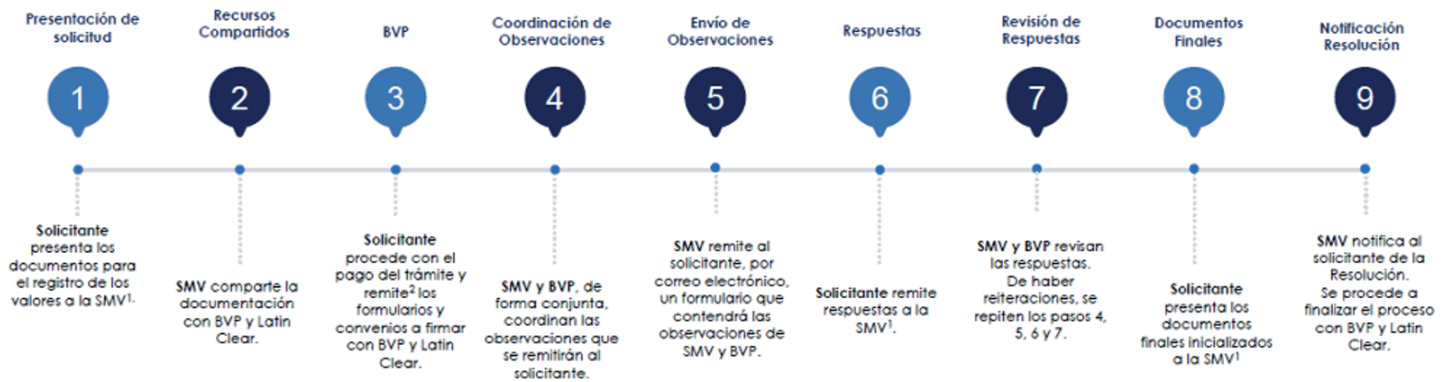 Presentación de
solicitud
1
Solicitante
presenta los
documentos para
el registro de los
valores a la SMV¹.
Recursos
Compartidos
2
SMV comparte la
documentación
con BVP y Latin
Clear.
BVP
3
Solicitante
procede con el
pago del trámite y
remite² los
formularios y
convenios a firmar
con BVP y Latin
Clear.
Coordinación de
Observaciones
4
SMV y BVP, de
forma conjunta,
coordinan las
observaciones que
se remitirán al
solicitante.
Envío de
Observaciones
5
SMV remite al
solicitante, por
correo electrónico,
un formulario que
contendrá las
observaciones de
SMV y BVP.
Respuestas
6
Solicitante remite
respuestas a la
SMV¹.
Revisión de
Respuestas
7
SMV y BVP revisan
las respuestas.
De haber
reiteraciones, se
repiten los pasos 4,
5, 6 y 7.
Documentos
Finales
8
Solicitante
presenta los
documentos
finales inicializados
a la SMV¹
Notificación
Resolución
9
SMV notifica al
solicitante de la
Resolución.
Se procede a
finalizar el proceso
con BVP y Latin
Clear.